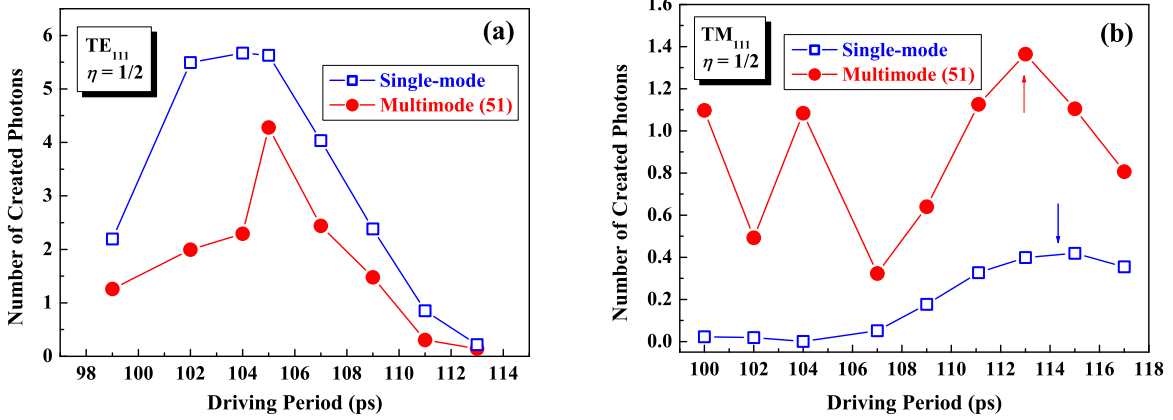 TE₁₁₁
η = 1/2
(a)
Single-mode
Multimode (51)
Number of Created Photons
6
5
4
3
2
1
0
98 100 102 104 106 108 110 112 114
Driving Period (ps)
TM₁₁₁
η = 1/2
(b)
Single-mode
Multimode (51)
Number of Created Photons
1.6
1.4
1.2
1.0
0.8
0.6
0.4
0.2
0.0
100 102 104 106 108 110 112 114 116 118
Driving Period (ps)